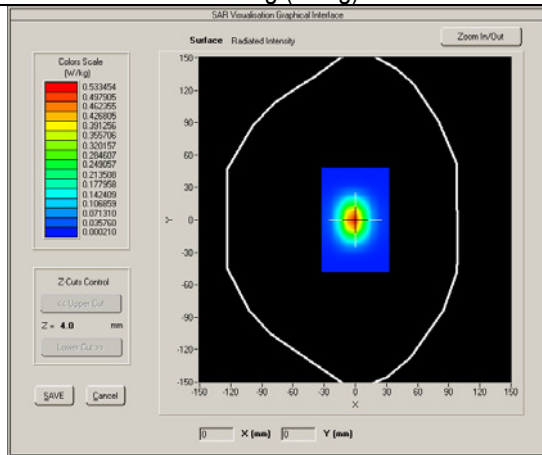 SAR Visualisation Graphical Interface
Surface Radiated Intensity
Zoom In/Out
Colors Scale
(W/kg)
0.533454
0.497905
0.462355
0.426805
0.391256
0.355706
0.320157
0.284607
0.249057
0.213508
0.177958
0.142409
0.106859
0.071310
0.035760
0.000210
Z-Cuts Control
<< Upper Cut
Z = 4.0 mm
Lower Cut >>
SAVE Cancel
150-
120-
90-
60-
30-
Y 0-
-30-
-60-
-90-
-120-
-150-
-150 -120 -90 -60 -30 0 30 60 90 120 150
X
0 X (mm) 0 Y (mm)